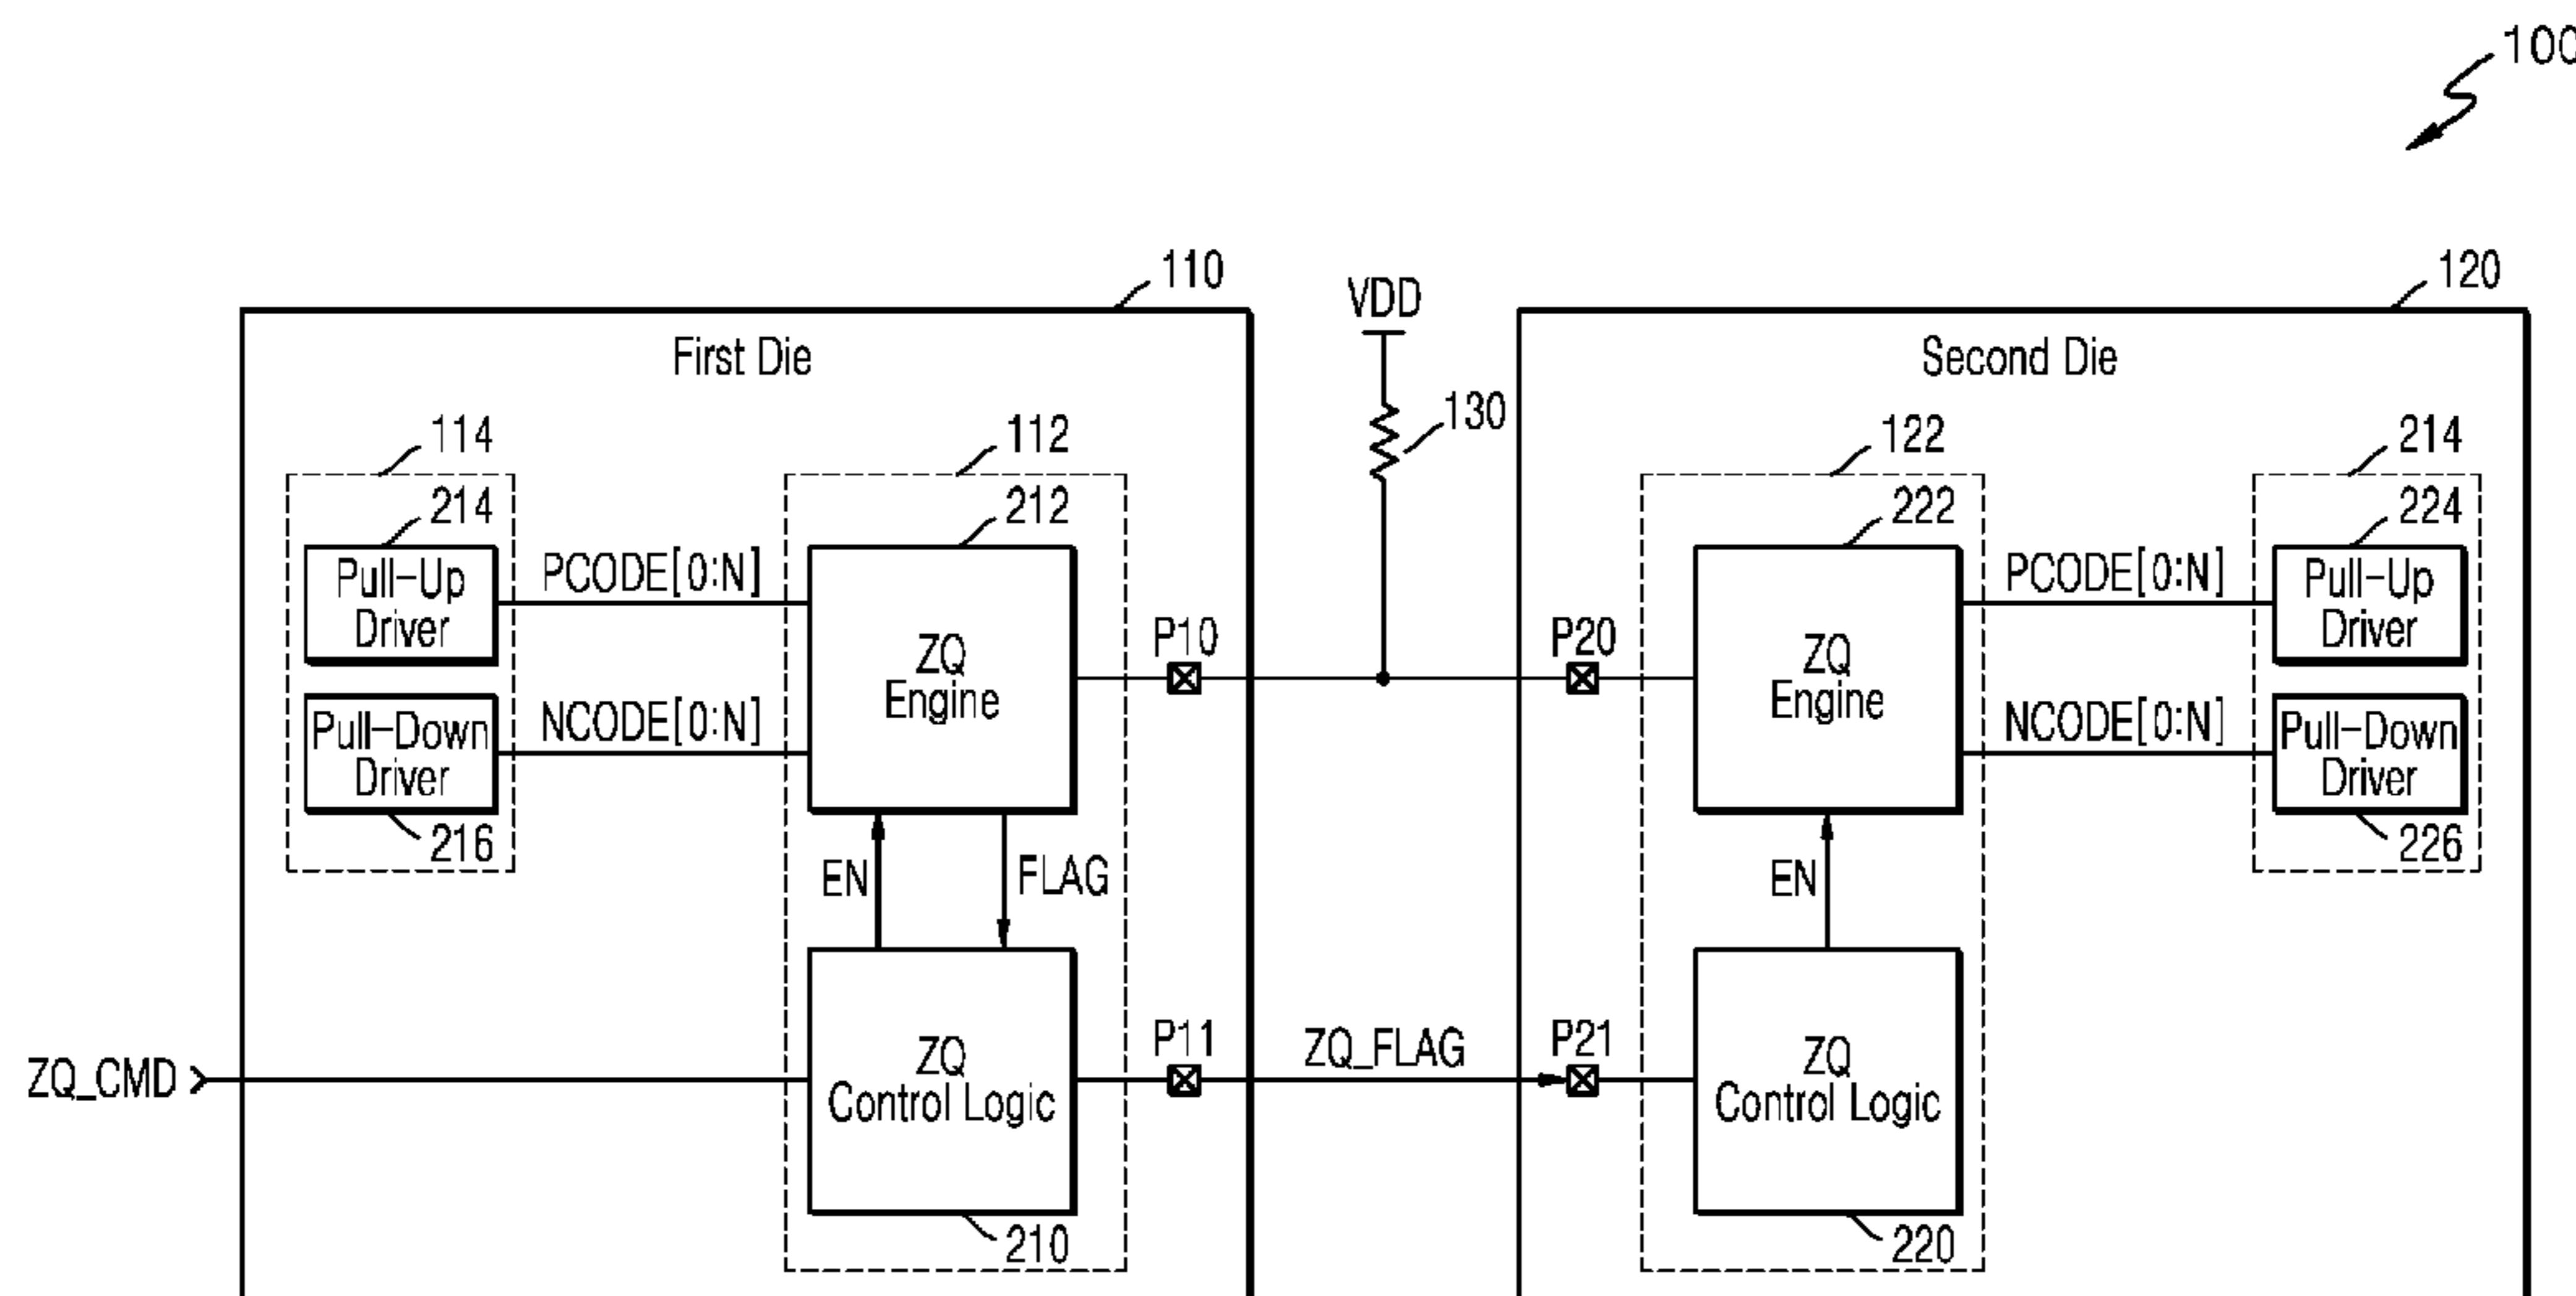 100
110
VDD
120
First Die
Second Die
130
114
112
122
214
214
212
222
224
Pull-Up
Driver
PCODE[0:N]
ZQ
Engine
P10
P20
ZQ
Engine
PCODE[0:N]
Pull-Up
Driver
Pull-Down
Driver
NCODE[0:N]
NCODE[0:N]
Pull-Down
Driver
216
EN
FLAG
EN
226
ZQ_CMD
ZQ
Control Logic
P11
ZQ_FLAG
P21
ZQ
Control Logic
210
220